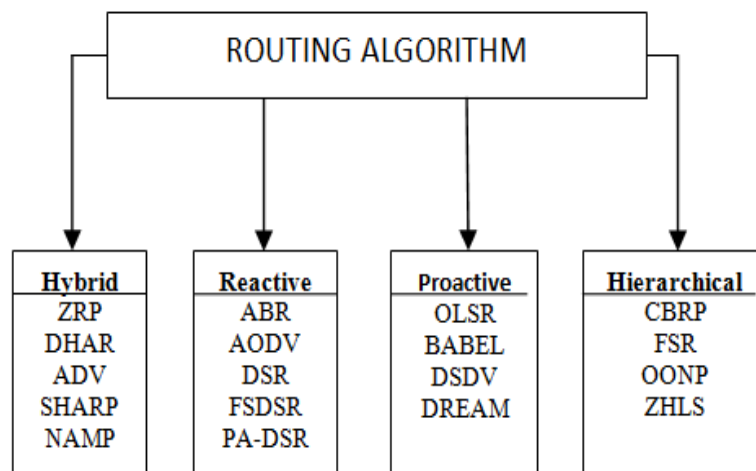 ROUTING ALGORITHM
Hybrid
ZRP
DHAR
ADV
SHARP
NAMP
Reactive
ABR
AODV
DSR
FSDSR
PA-DSR
Proactive
OLSR
BABEL
DSDV
DREAM
Hierarchical
CBRP
FSR
OONP
ZHLS